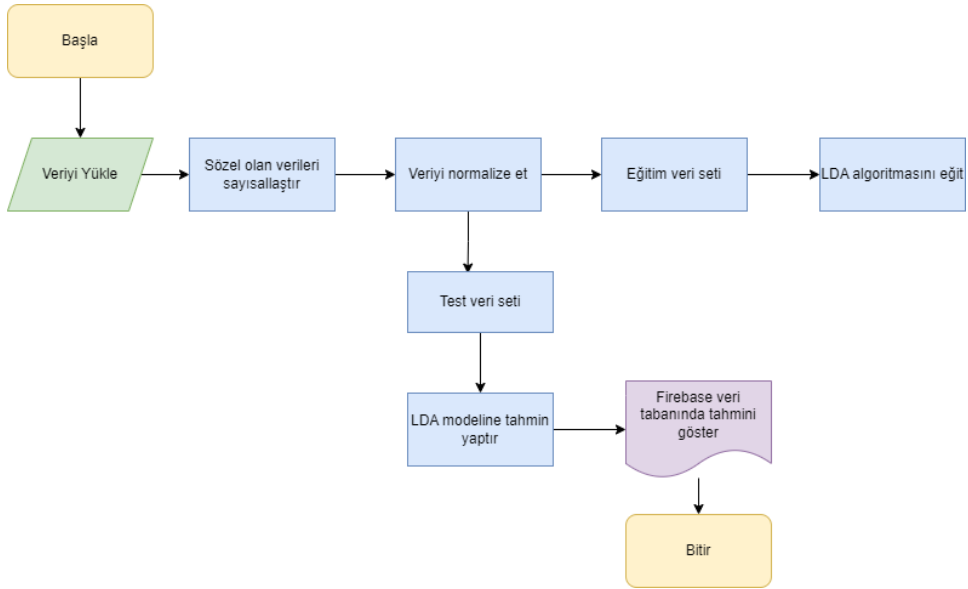 Başla
Veriyi Yükle
Sözel olan verileri
sayısallaştır
Veriyi normalize et
Eğitim veri seti
LDA algoritmasını eğit
Test veri seti
LDA modeline tahmin
yaptır
Firebase veri
tabanında tahmini
göster
Bitir